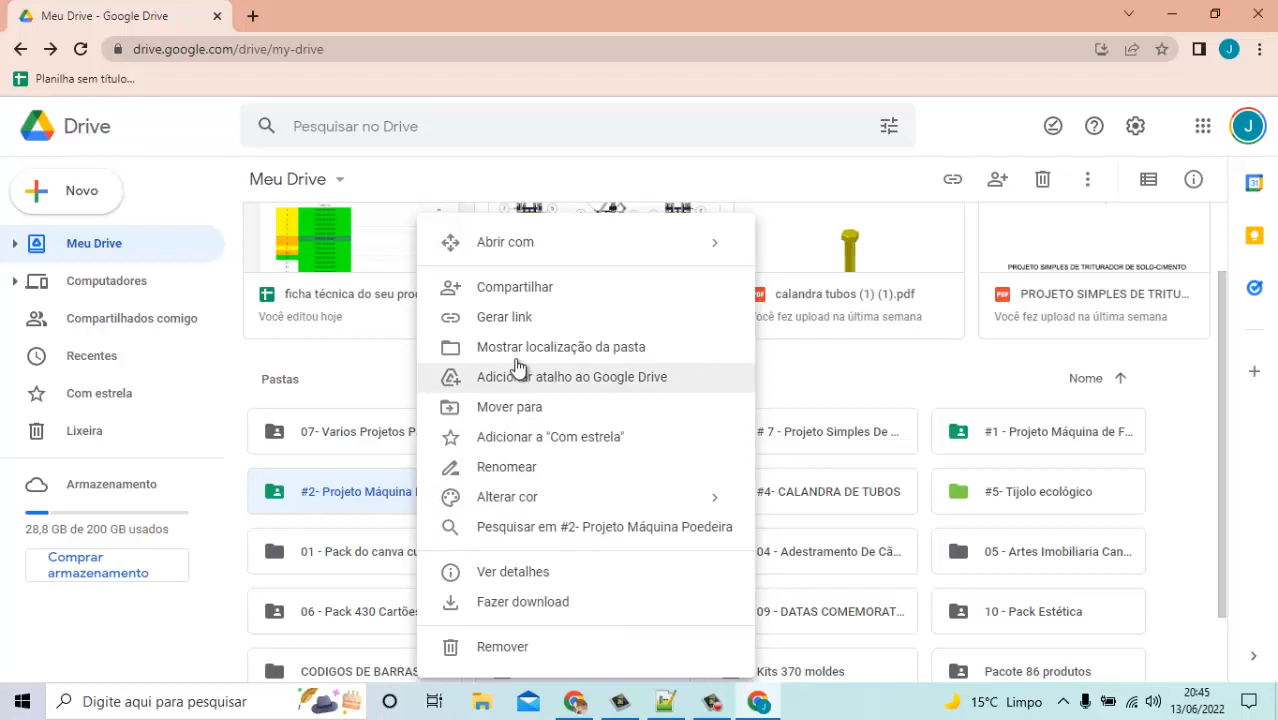 Meu Drive - Google Drive
drive.google.com/drive/my-drive
J
Planilha sem título...
Drive
Pesquisar no Drive
J
Novo
Meu Drive
Meu Drive
Computadores
Compartilhados comigo
Recentes
Com estrela
Lixeira
Armazenamento
28,8 GB de 200 GB usados
Comprar
armazenamento
ficha técnica do seu pro
Você editou hoje
calandra tubos (1) (1).pdf
Você fez upload na última semana
PROJETO SIMPLES DE TRITURADOR DE SOLO-CIMENTO
PDF
PROJETO SIMPLES DE TRITU...
Você fez upload na última semana
31
Pastas
Nome
07- Varios Projetos P
# 7 - Projeto Simples De ...
#1 - Projeto Máquina de F...
#2- Projeto Máquina
#4- CALANDRA DE TUBOS
#5- Tijolo ecológico
01 - Pack do canva cu
04 - Adestramento De Cã...
05 - Artes Imobiliaria Can...
06 - Pack 430 Cartões
09 - DATAS COMEMORAT...
10 - Pack Estética
CODIGOS DE BARRAS
Kits 370 moldes
Pacote 86 produtos
Abrir com
Compartilhar
Gerar link
Mostrar localização da pasta
Adicionar atalho ao Google Drive
Mover para
Adicionar a "Com estrela"
Renomear
Alterar cor
Pesquisar em #2- Projeto Máquina Poedeira
Ver detalhes
Fazer download
Remover
Digite aqui para pesquisar
15°C Limpo
20:45
13/06/2022